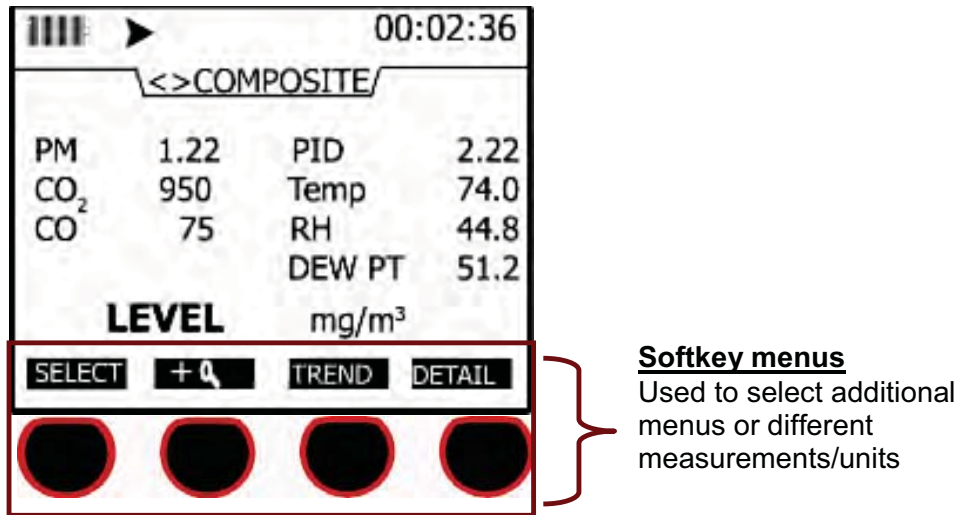 00:02:36
<>COMPOSITE
PM 1.22 PID 2.22
CO₂ 950 Temp 74.0
CO 75 RH 44.8
DEW PT 51.2
LEVEL mg/m³
SELECT + TREND DETAIL
Softkey menus
Used to select additional
menus or different
measurements/units